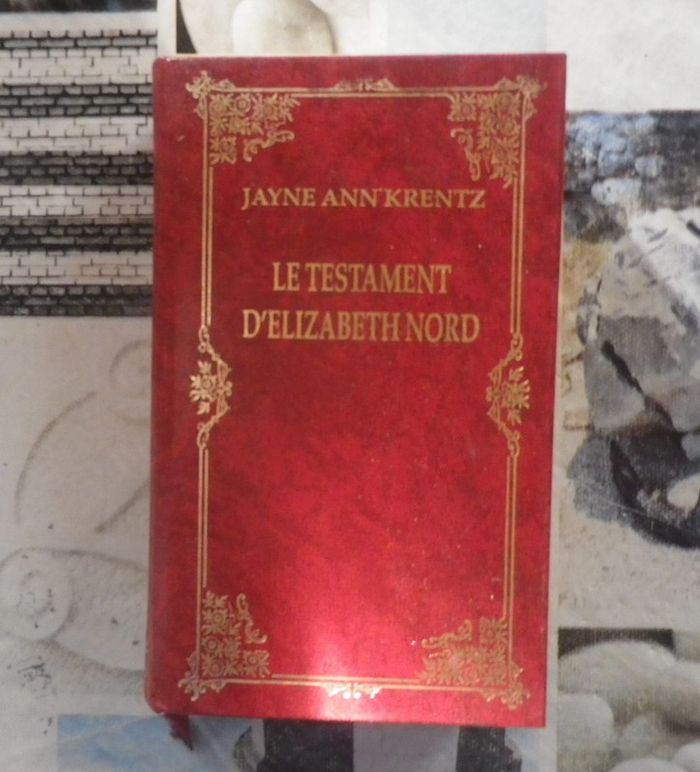 JAYNE ANN KRENTZ
LE TESTAMENT
D'ELIZABETH NORD